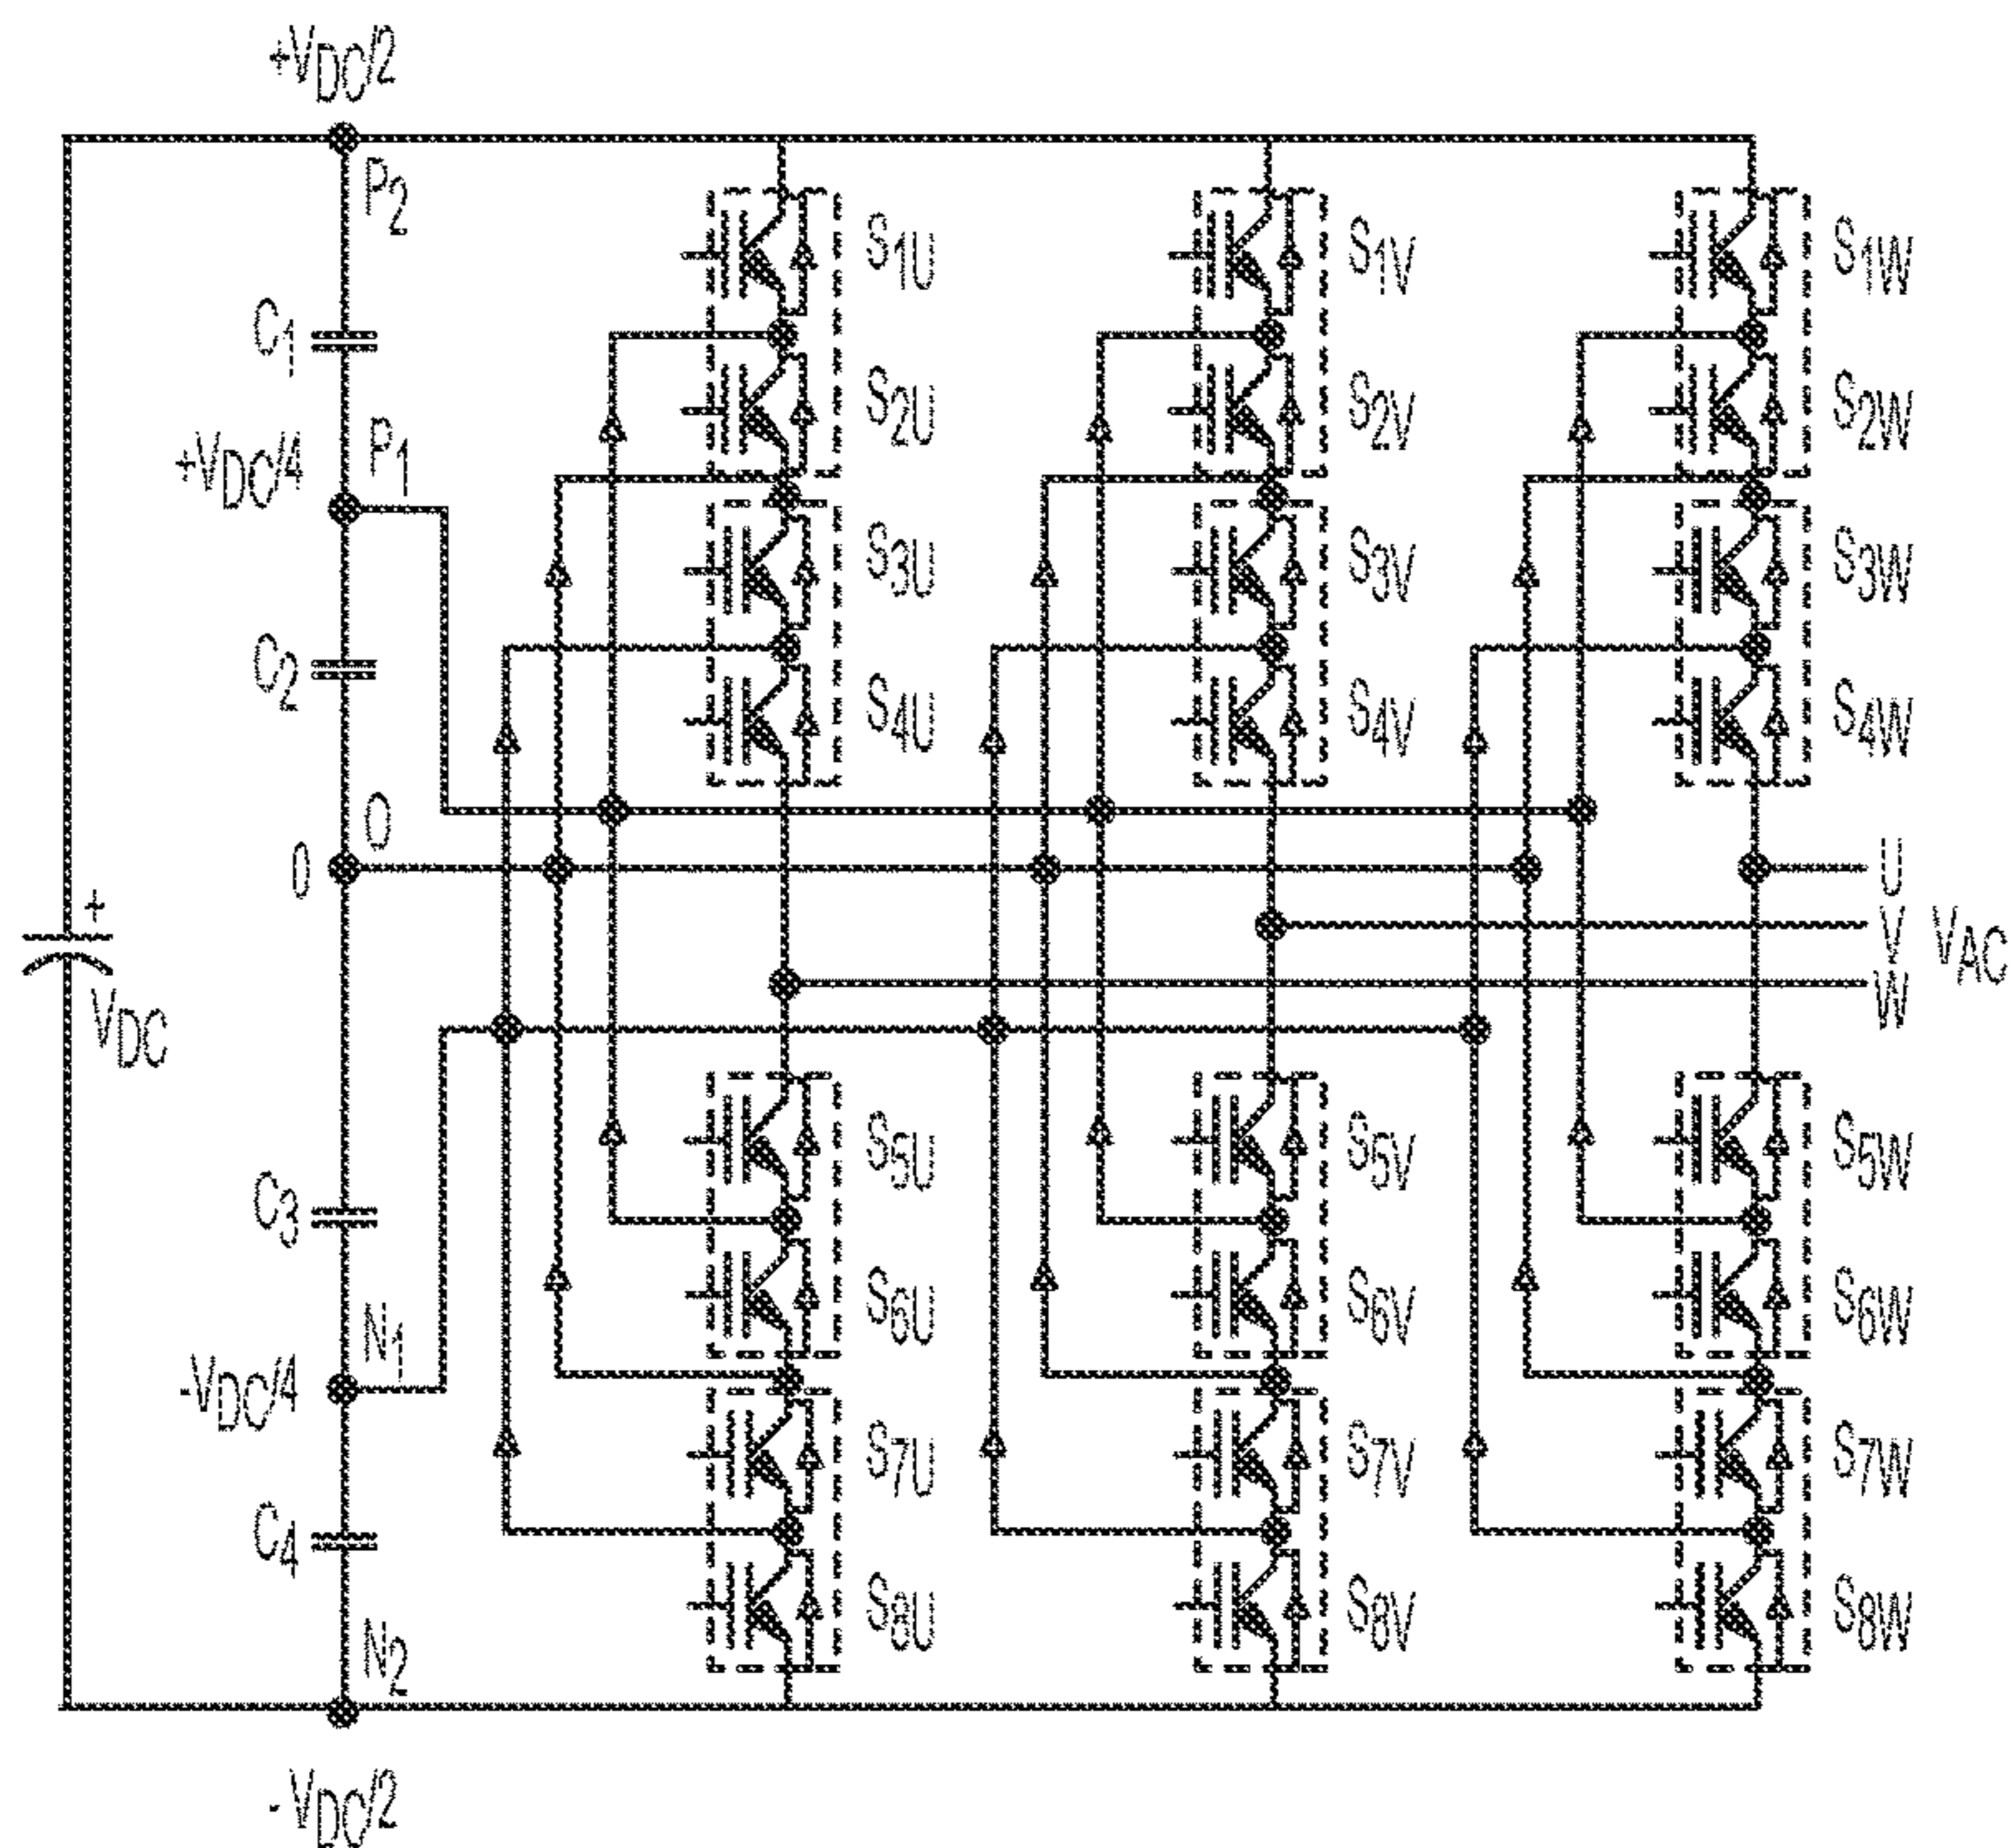 +VDC/2
P2
S1U
S1V
S1W
C1
S2U
S2V
S2W
P1
+VDC/4
S3U
S3V
S3W
C2
S4U
S4V
S4W
O
0
U
+
V
VAC
W
VDC
S5U
S5V
S5W
C3
S6U
S6V
S6W
N1
-VDC/4
S7U
S7V
S7W
C4
S8U
S8V
S8W
N2
-VDC/2